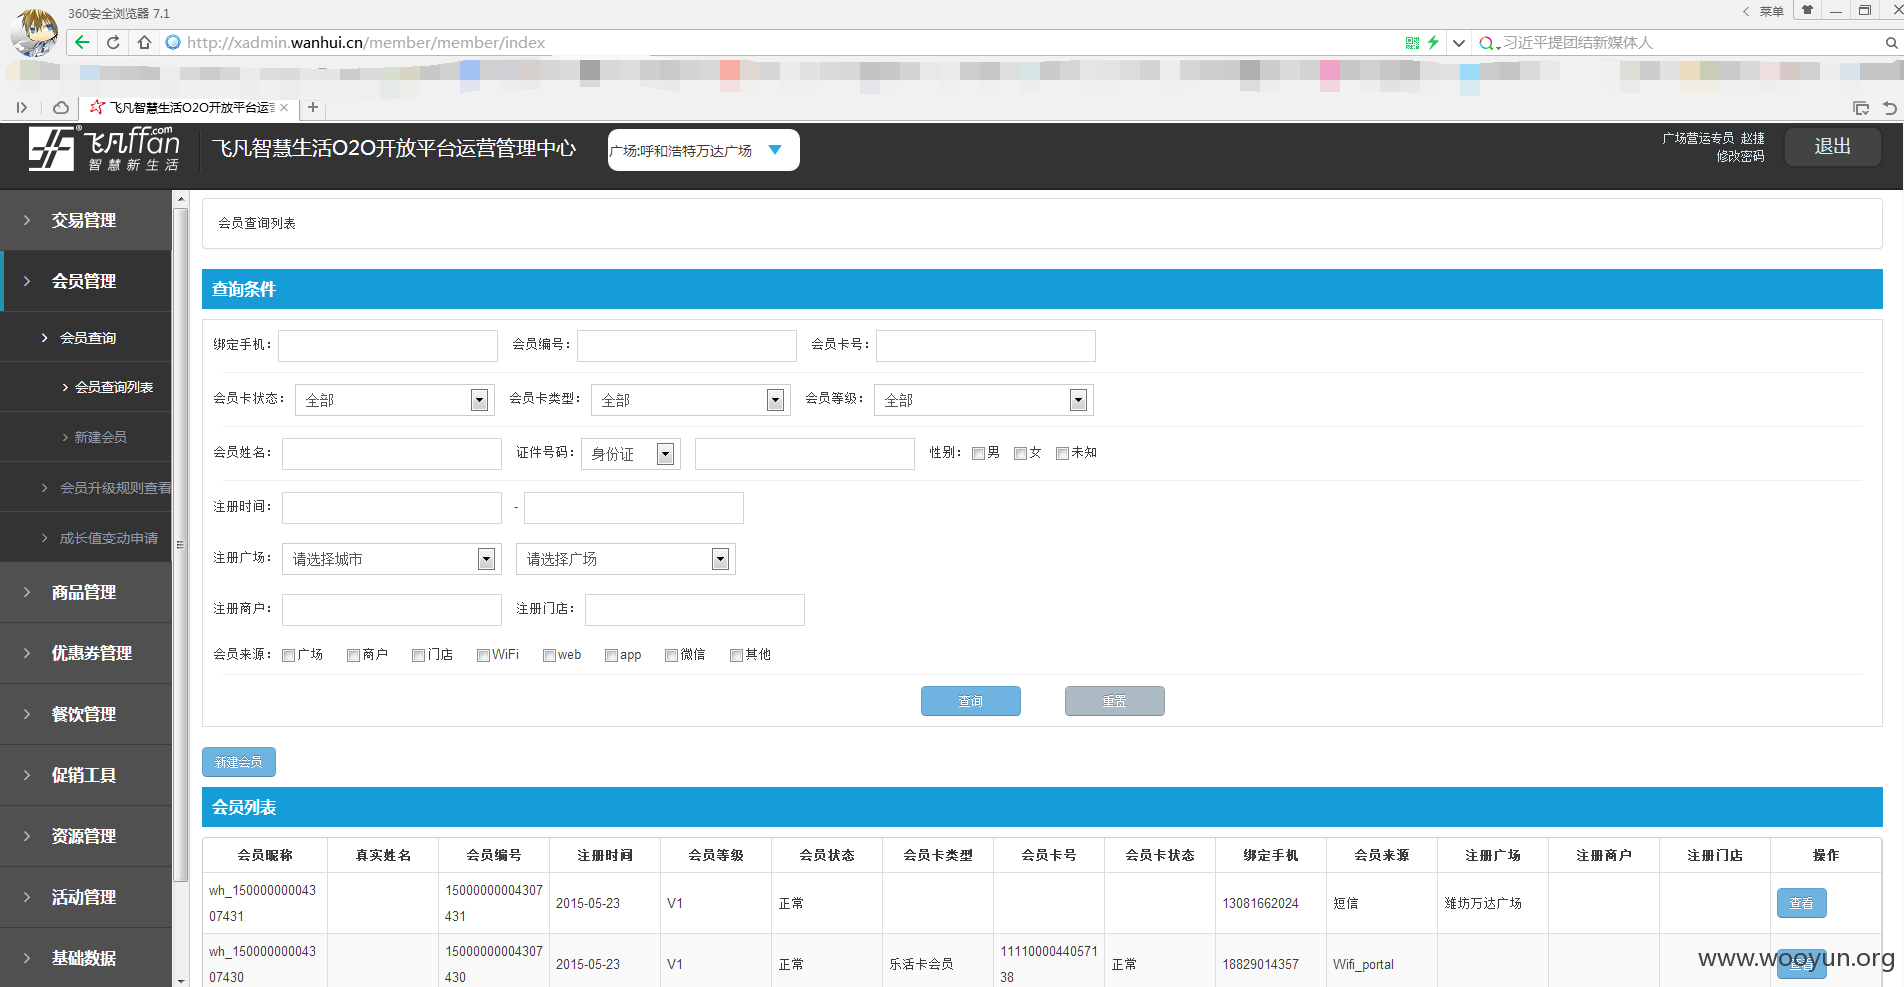 360安全浏览器 7.1
菜单
http://xadmin.wanhui.cn/member/member/index
习近平提团结新媒体人
飞凡智慧生活O2O开放平台运营
飞凡ffan.com
智慧新生活
飞凡智慧生活O2O开放平台运营管理中心
广场:呼和浩特万达广场
广场营运专员 赵捷
修改密码
退出
交易管理
会员管理
会员查询
会员查询列表
新建会员
会员升级规则查看
成长值变动申请
商品管理
优惠券管理
餐饮管理
促销工具
资源管理
活动管理
基础数据
会员查询列表
查询条件
绑定手机： 会员编号： 会员卡号：
会员卡状态： 全部 会员卡类型： 全部 会员等级： 全部
会员姓名： 证件号码： 身份证 性别： 男 女 未知
注册时间： -
注册广场： 请选择城市 请选择广场
注册商户： 注册门店：
会员来源： 广场 商户 门店 WiFi web app 微信 其他
查询 重置
新建会员
会员列表
会员昵称 真实姓名 会员编号 注册时间 会员等级 会员状态 会员卡类型 会员卡号 会员卡状态 绑定手机 会员来源 注册广场 注册商户 注册门店 操作
wh_15000000004307431 15000000004307431 2015-05-23 V1 正常 13081662024 短信 潍坊万达广场 查看
wh_15000000004307430 15000000004307430 2015-05-23 V1 正常 乐活卡会员 1111000044057138 正常 18829014357 Wifi_portal 查看
www.wooyun.org